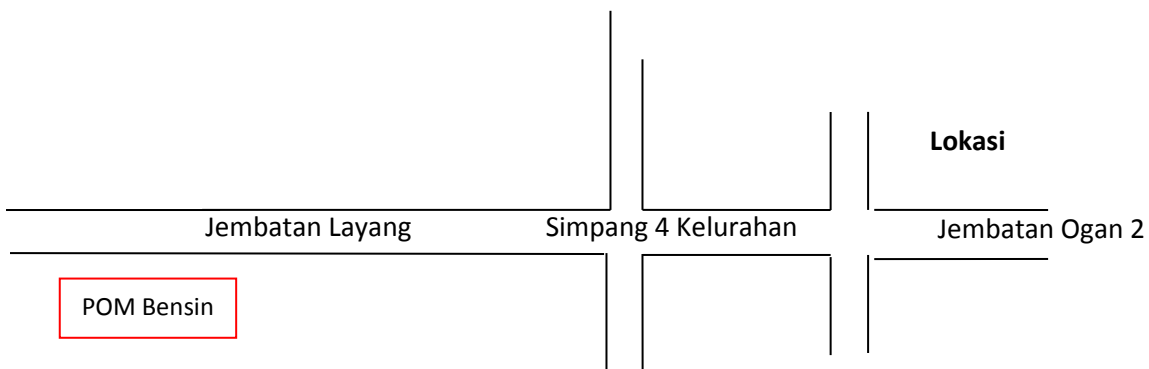 Lokasi
Jembatan Layang
Simpang 4 Kelurahan
Jembatan Ogan 2
POM Bensin